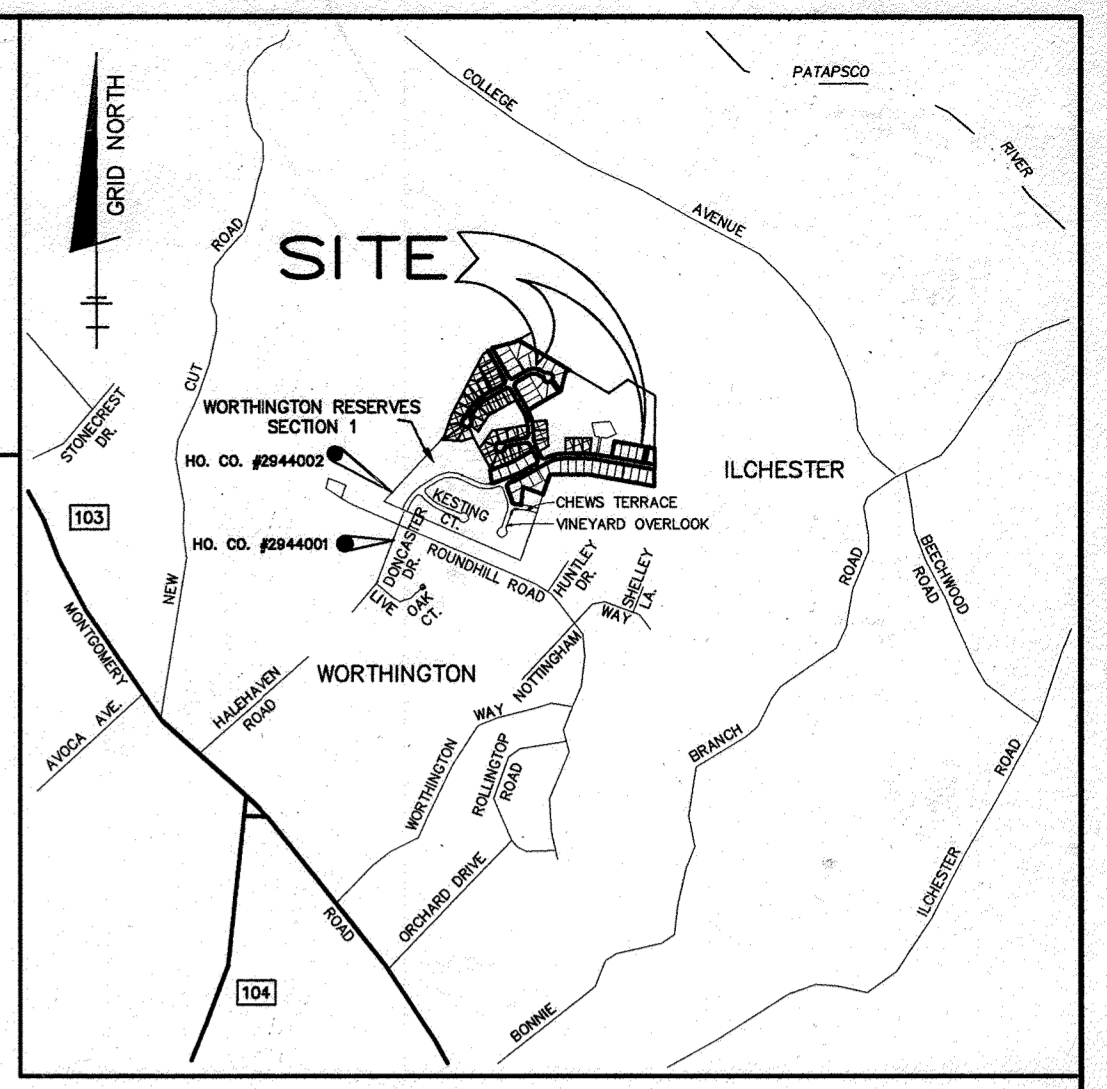 GRID NORTH
COLLEGE
AVENUE
PATAPSCO
RIVER
NEW
CUT
ROAD
SITE
STONECREST
DR.
WORTHINGTON RESERVES
SECTION 1
HO. CO. #2944002
HO. CO. #2944001
ILCHESTER
KESTING
CT.
CHEWS TERRACE
VINEYARD OVERLOOK
DONCASTER
DR.
ROUNDHILL ROAD
HUNTLEY
DR.
SHELLEY
LA.
LIVE
OAK
CT.
103
MONTGOMERY
ROAD
AVOCA AVE.
HALEHAVEN
ROAD
WORTHINGTON
NOTTINGHAM
WAY
WORTHINGTON
WAY
ROLLINGTOP
ROAD
ORCHARD DRIVE
BONNIE
BRANCH
ROAD
BEECHWOOD
ROAD
ILCHESTER
ROAD
104